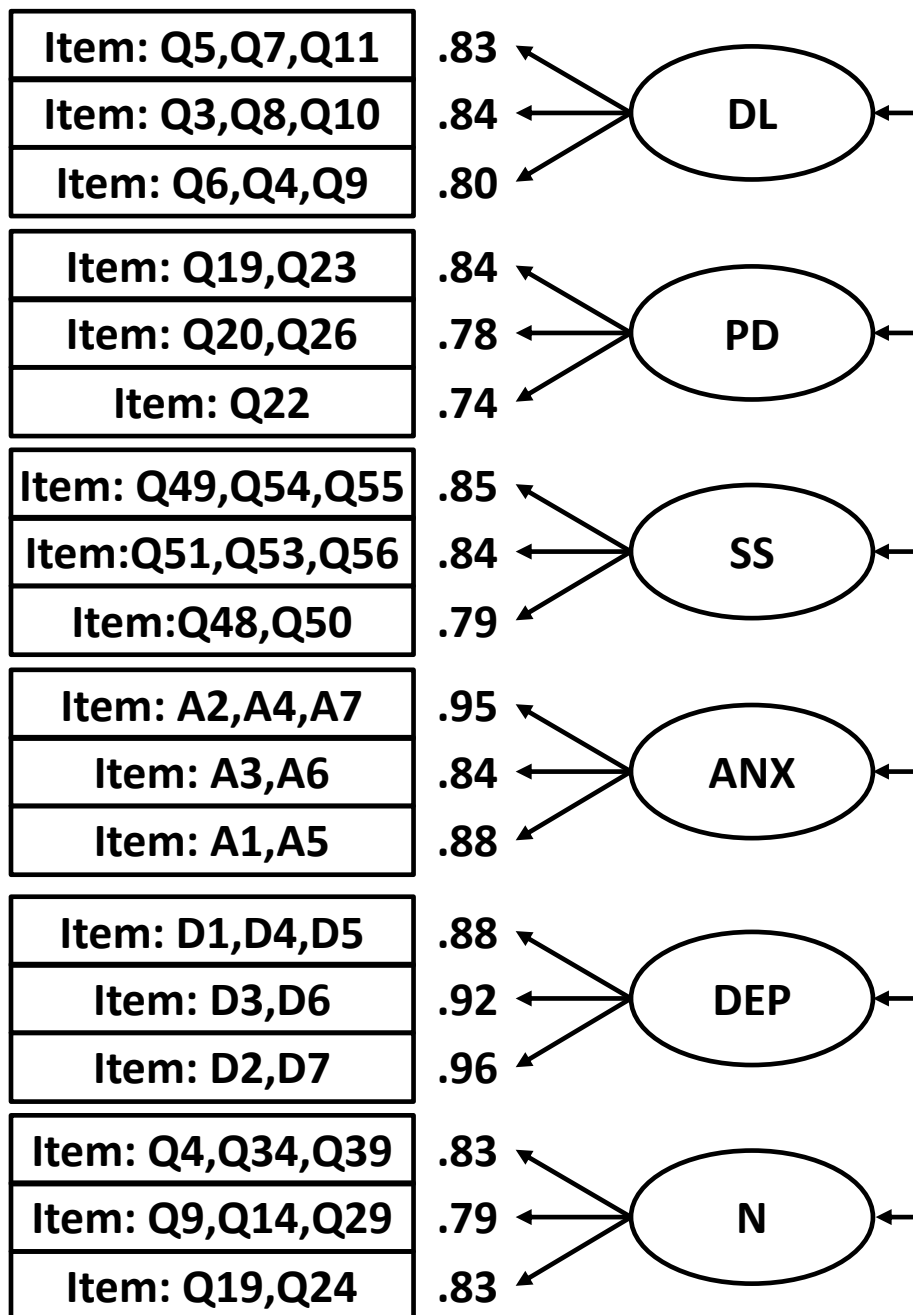 Item: Q5,Q7,Q11 .83
Item: Q3,Q8,Q10 .84 DL
Item: Q6,Q4,Q9 .80
Item: Q19,Q23 .84
Item: Q20,Q26 .78 PD
Item: Q22 .74
Item: Q49,Q54,Q55 .85
Item:Q51,Q53,Q56 .84 SS
Item:Q48,Q50 .79
Item: A2,A4,A7 .95
Item: A3,A6 .84 ANX
Item: A1,A5 .88
Item: D1,D4,D5 .88
Item: D3,D6 .92 DEP
Item: D2,D7 .96
Item: Q4,Q34,Q39 .83
Item: Q9,Q14,Q29 .79 N
Item: Q19,Q24 .83